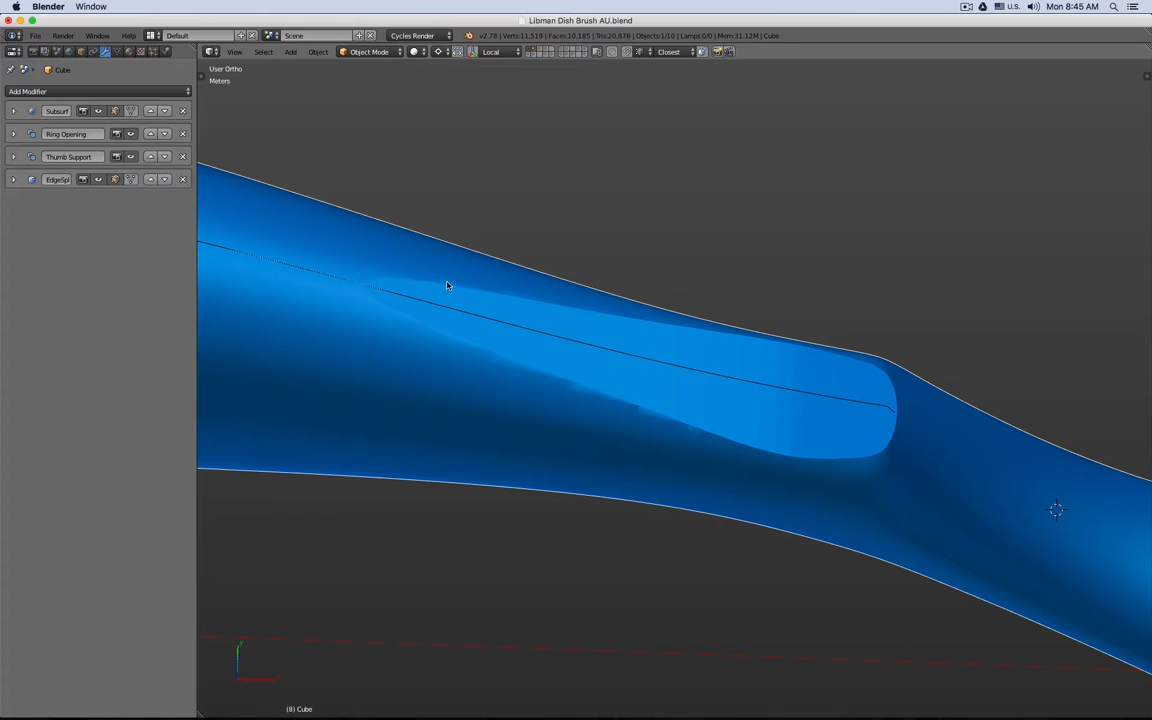 Blender Window
U.S. Mon 8:45 AM
Libman Dish Brush AU.blend
File Render Window Help Default Scene Cycles Render v2.78 | Verts:11,519 | Faces:10,185 | Tris:20,878 | Objects:1/10 | Lamps:0/0 | Mem:31.12M | Cube
View Select Add Object Object Mode Local Closest
Cube
User Ortho
Meters
Add Modifier
Subsurf
Ring Opening
Thumb Support
EdgeSpl
(8) Cube